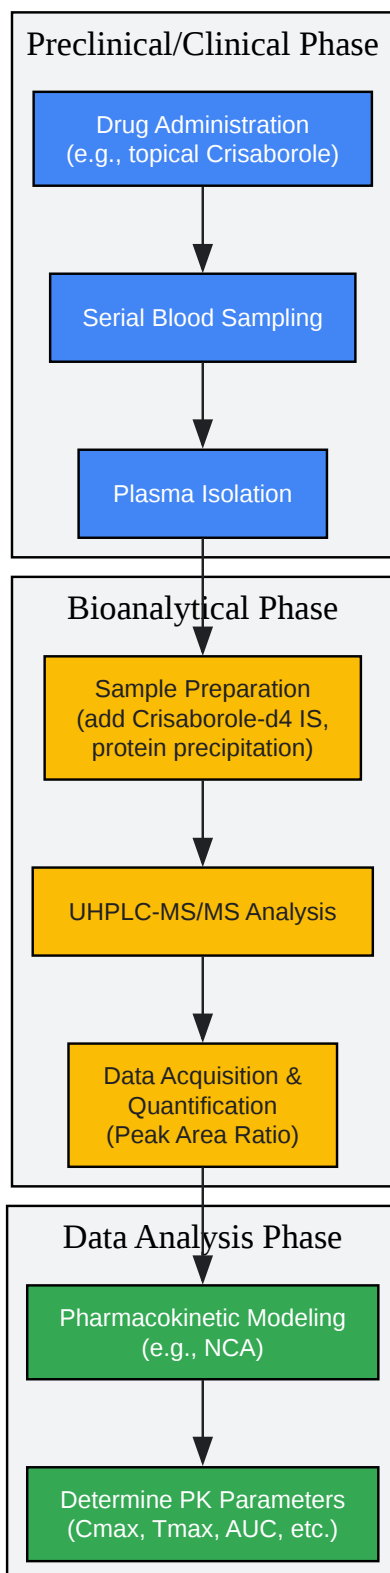 Preclinical/Clinical Phase
Drug Administration
(e.g., topical Crisaborole)
Serial Blood Sampling
Plasma Isolation
Bioanalytical Phase
Sample Preparation
(add Crisaborole-d4 IS,
protein precipitation)
UHPLC-MS/MS Analysis
Data Acquisition &
Quantification
(Peak Area Ratio)
Data Analysis Phase
Pharmacokinetic Modeling
(e.g., NCA)
Determine PK Parameters
(Cmax, Tmax, AUC, etc.)